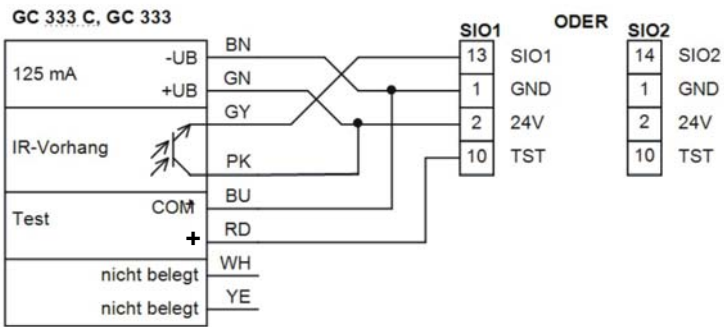 GC 333 C, GC 333
SIO1 ODER SIO2
125 mA -UB BN 13 SIO1 14 SIO2
+UB GN 1 GND 1 GND
IR-Vorhang GY 2 24V 2 24V
PK 10 TST 10 TST
Test COM BU
+ RD
nicht belegt WH
nicht belegt YE